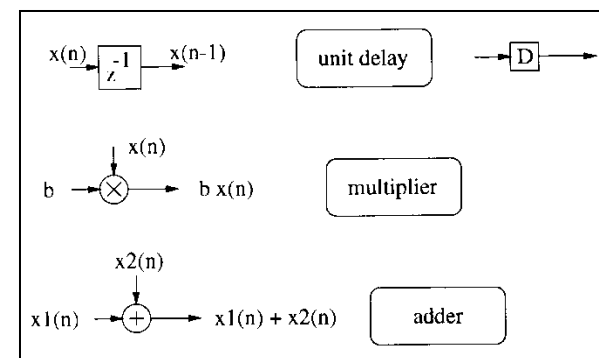 x(n) z^-1 x(n-1) unit delay D
x(n)
b × b x(n) multiplier
x2(n)
x1(n) + x1(n) + x2(n) adder